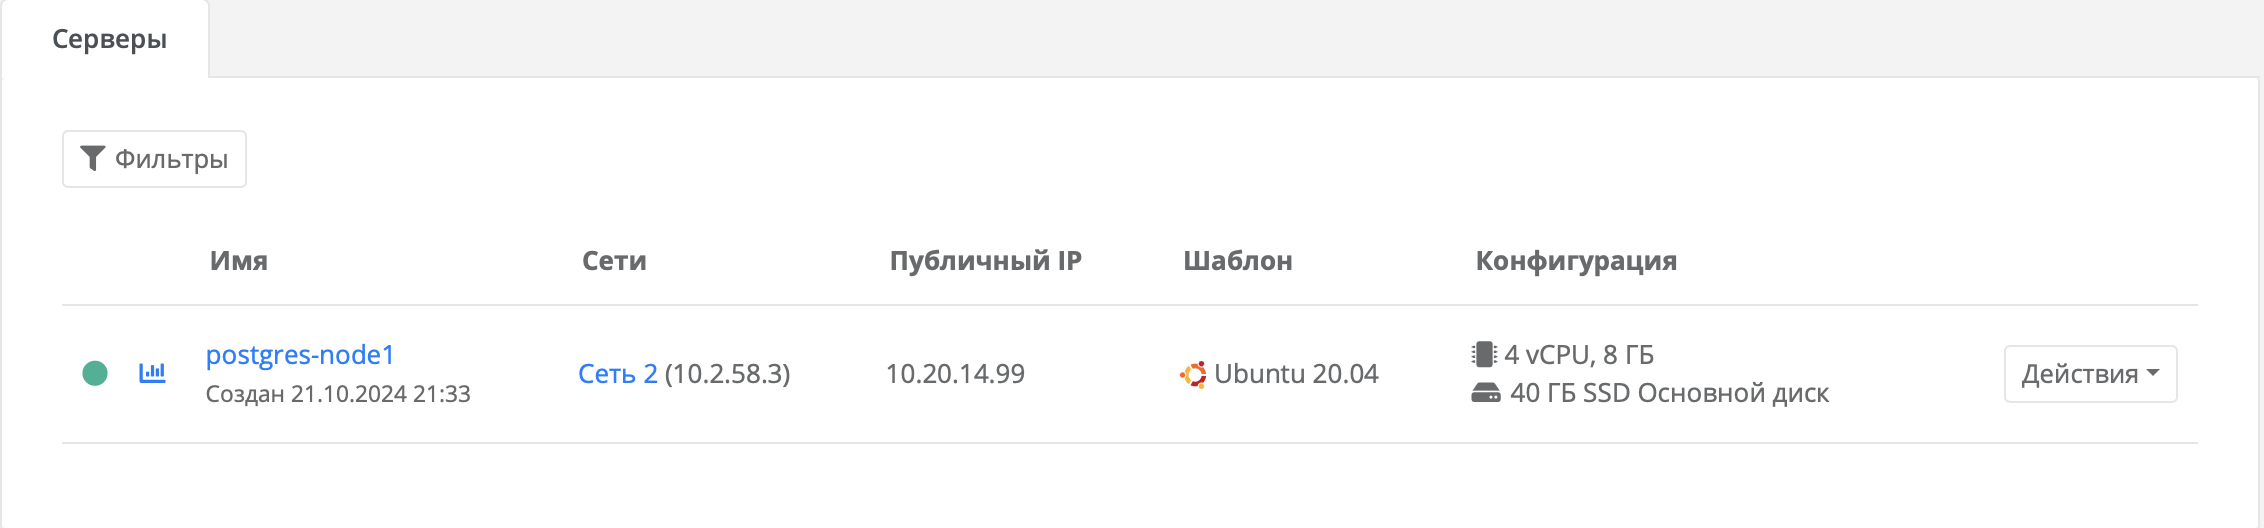 Серверы
Фильтры
Имя Сети Публичный IP Шаблон Конфигурация
postgres-node1
Создан 21.10.2024 21:33
Сеть 2 (10.2.58.3)
10.20.14.99
Ubuntu 20.04
4 vCPU, 8 ГБ
40 ГБ SSD Основной диск
Действия